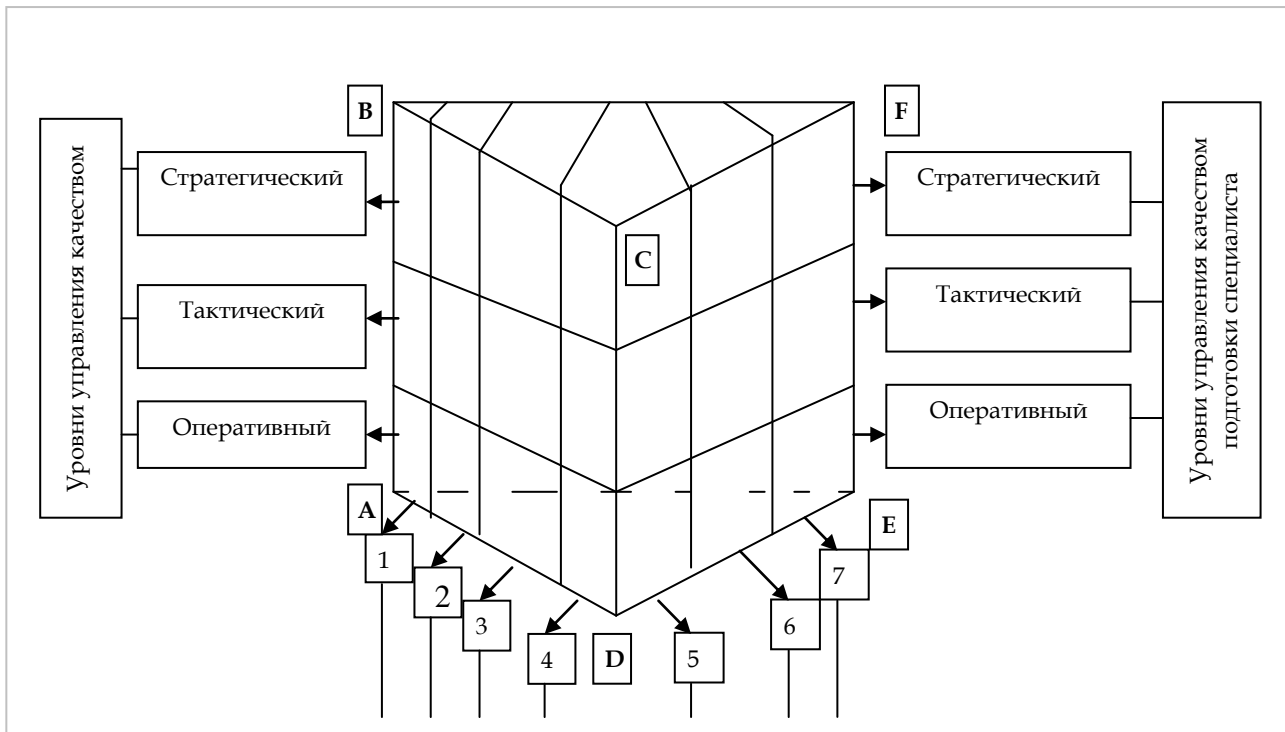 B
F
Уровни управления качеством
Стратегический
Стратегический
Уровни управления качеством
подготовки специалиста
C
Тактический
Тактический
Оперативный
Оперативный
A
E
1
2
3
4
D
5
6
7